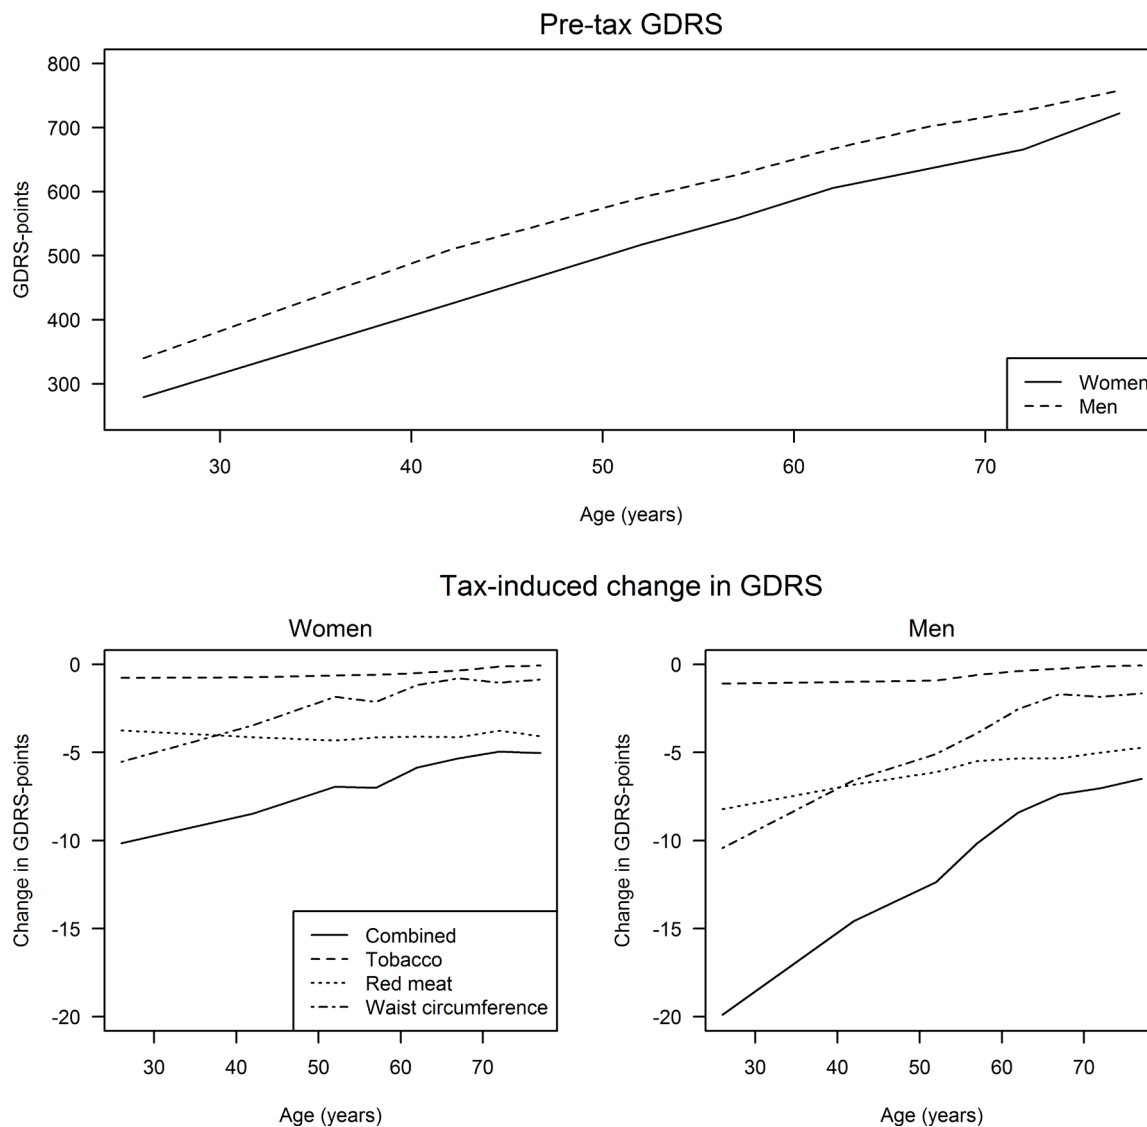 Pre-tax GDRS
800
700
600
500
400
300
GDRS-points
Women
Men
30 40 50 60 70
Age (years)
Tax-induced change in GDRS
Women
0
-5
-10
-15
-20
Change in GDRS-points
Combined
Tobacco
Red meat
Waist circumference
30 40 50 60 70
Age (years)
Men
0
-5
-10
-15
-20
Change in GDRS-points
30 40 50 60 70
Age (years)